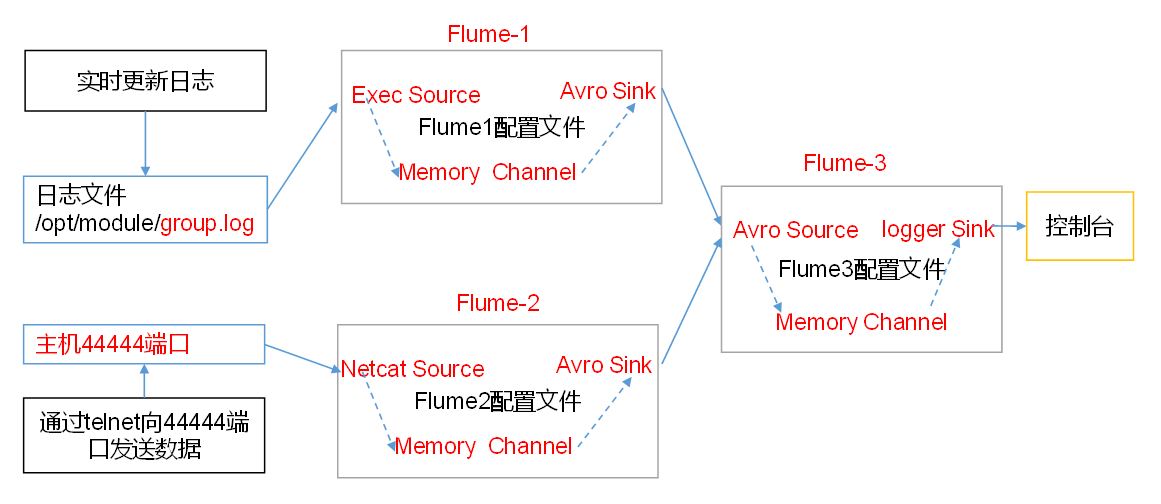 Flume-1
实时更新日志
Exec Source
Avro Sink
Flume1配置文件
Memory Channel
日志文件
/opt/module/group.log
Flume-3
Avro Source
logger Sink
Flume3配置文件
Memory Channel
控制台
Flume-2
主机44444端口
Netcat Source
Avro Sink
Flume2配置文件
Memory Channel
通过telnet向44444端
口发送数据